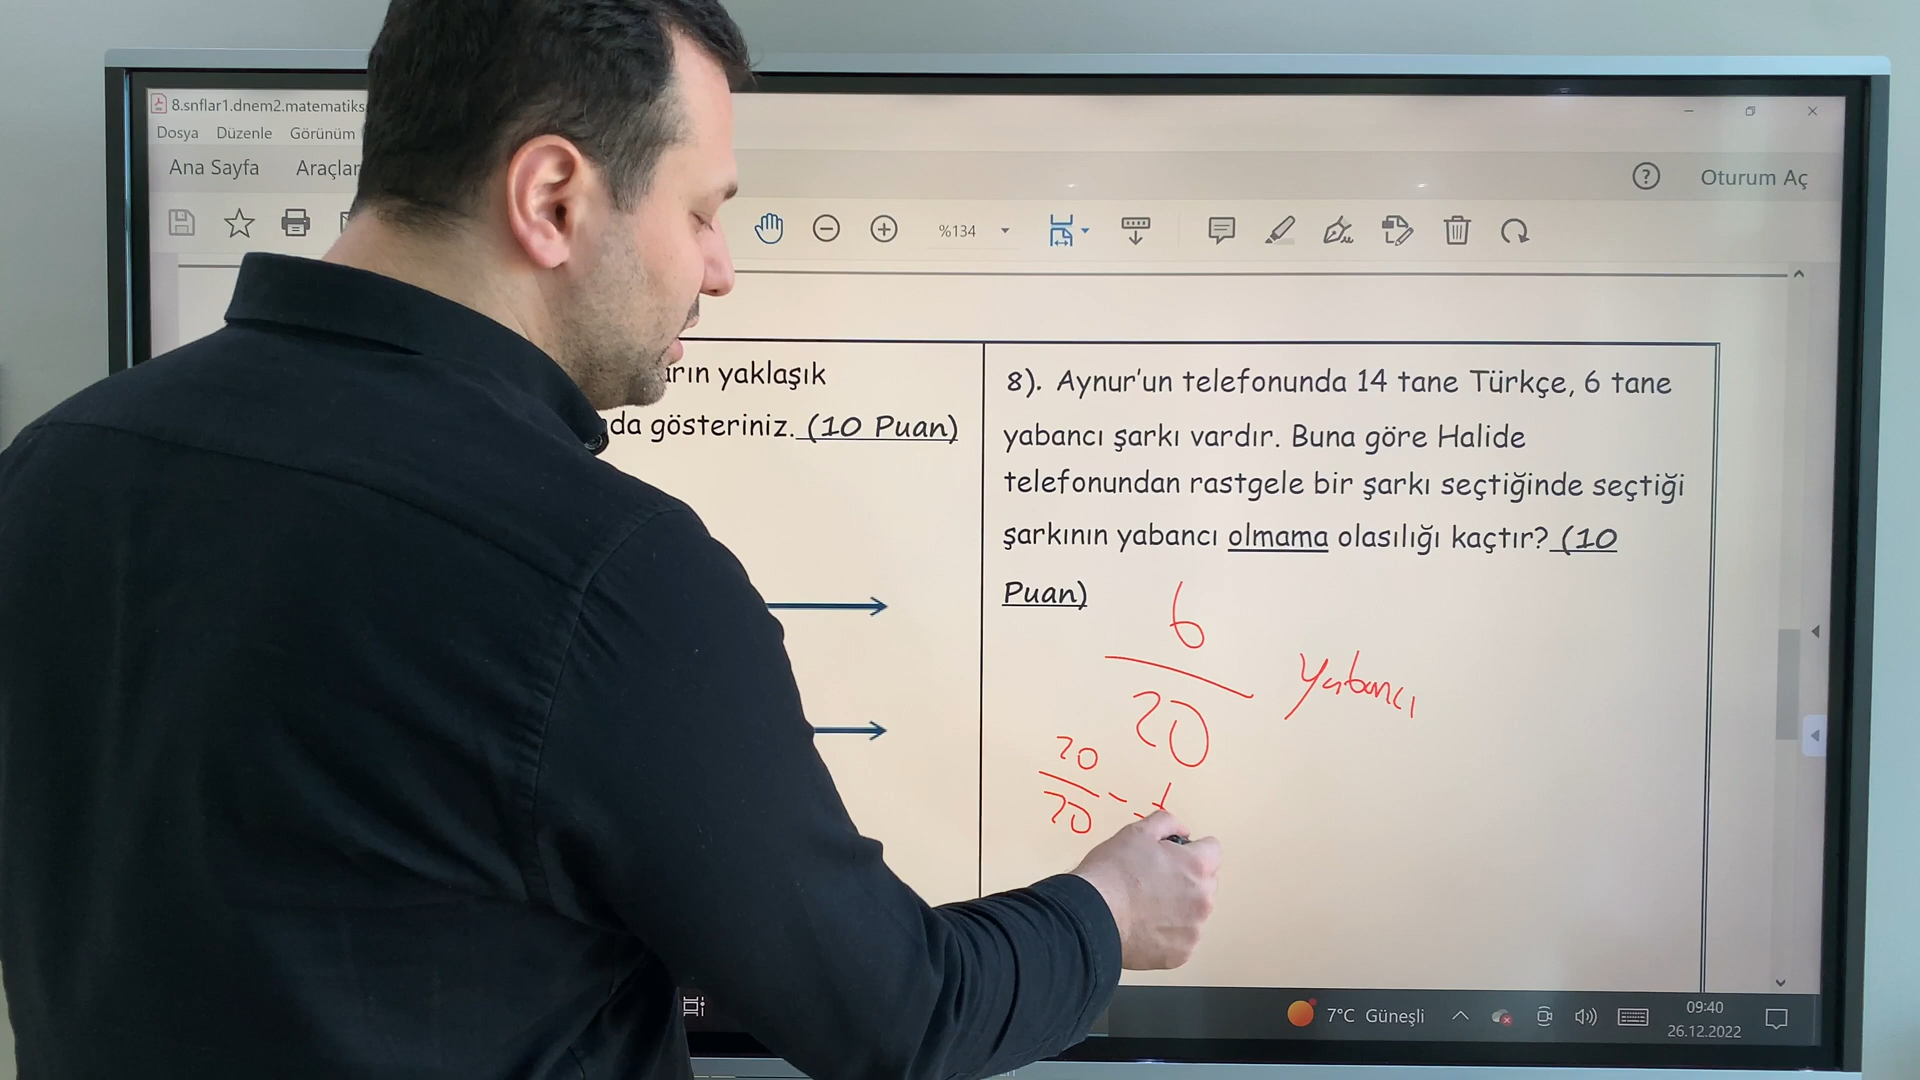 8.snflar1.dnem2.matematiks
Dosya Düzenle Görünüm
Ana Sayfa Araçlar
? Oturum Aç
%134
arın yaklaşık
da gösteriniz. (10 Puan)
8). Aynur'un telefonunda 14 tane Türkçe, 6 tane
yabancı şarkı vardır. Buna göre Halide
telefonundan rastgele bir şarkı seçtiğinde seçtiği
şarkının yabancı olmama olasılığı kaçtır? (10
Puan)
6
20
yabancı
20
20
-
7°C Güneşli
09:40
26.12.2022